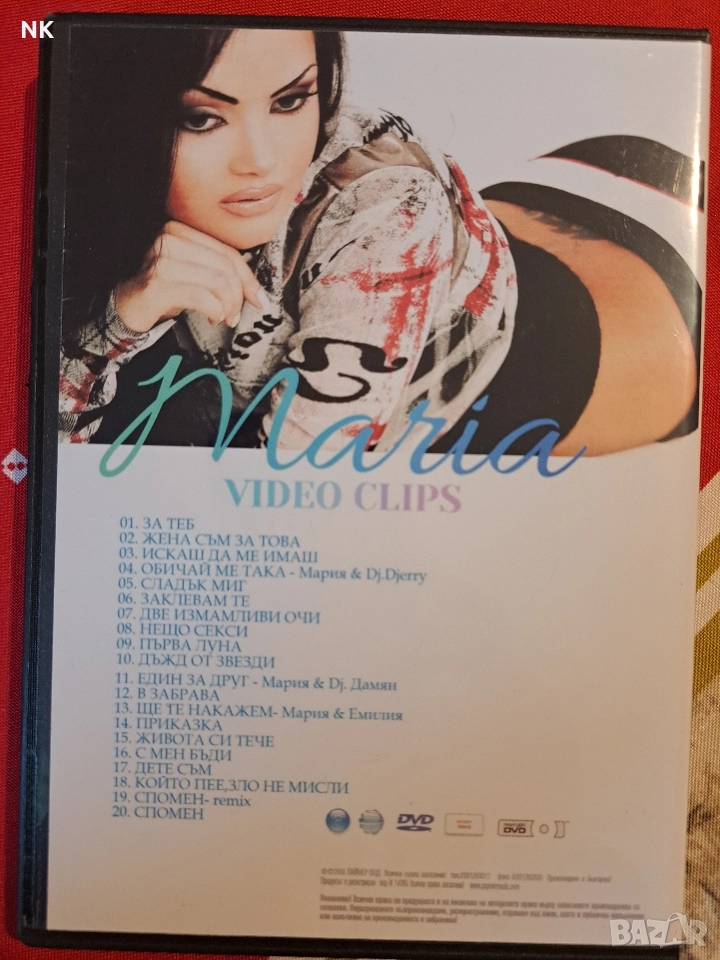 NK
Maria
VIDEO CLIPS
01. ЗА ТЕБ
02. ЖЕНА СЪМ ЗА ТОВА
03. ИСКАШ ДА МЕ ИМАШ
04. ОБИЧАЙ МЕ ТАКА - Мария & Dj.Djerry
05. СЛАДЪК МИГ
06. ЗАКЛЕВАМ ТЕ
07. ДВЕ ИЗМАМЛИВИ ОЧИ
08. НЕЩО СЕКСИ
09. ПЪРВА ЛУНА
10. ДЪЖД ОТ ЗВЕЗДИ
11. ЕДИН ЗА ДРУГ - Мария & Dj. Дамян
12. В ЗАБРАВА
13. ЩЕ ТЕ НАКАЖЕМ- Мария & Емилия
14. ПРИКАЗКА
15. ЖИВОТА СИ ТЕЧЕ
16. С МЕН БЪДИ
17. ДЕТЕ СЪМ
18. КОЙТО ПЕЕ,ЗЛО НЕ МИСЛИ
19. СПОМЕН- remix
20. СПОМЕН
DVD
DVD
BAZAR